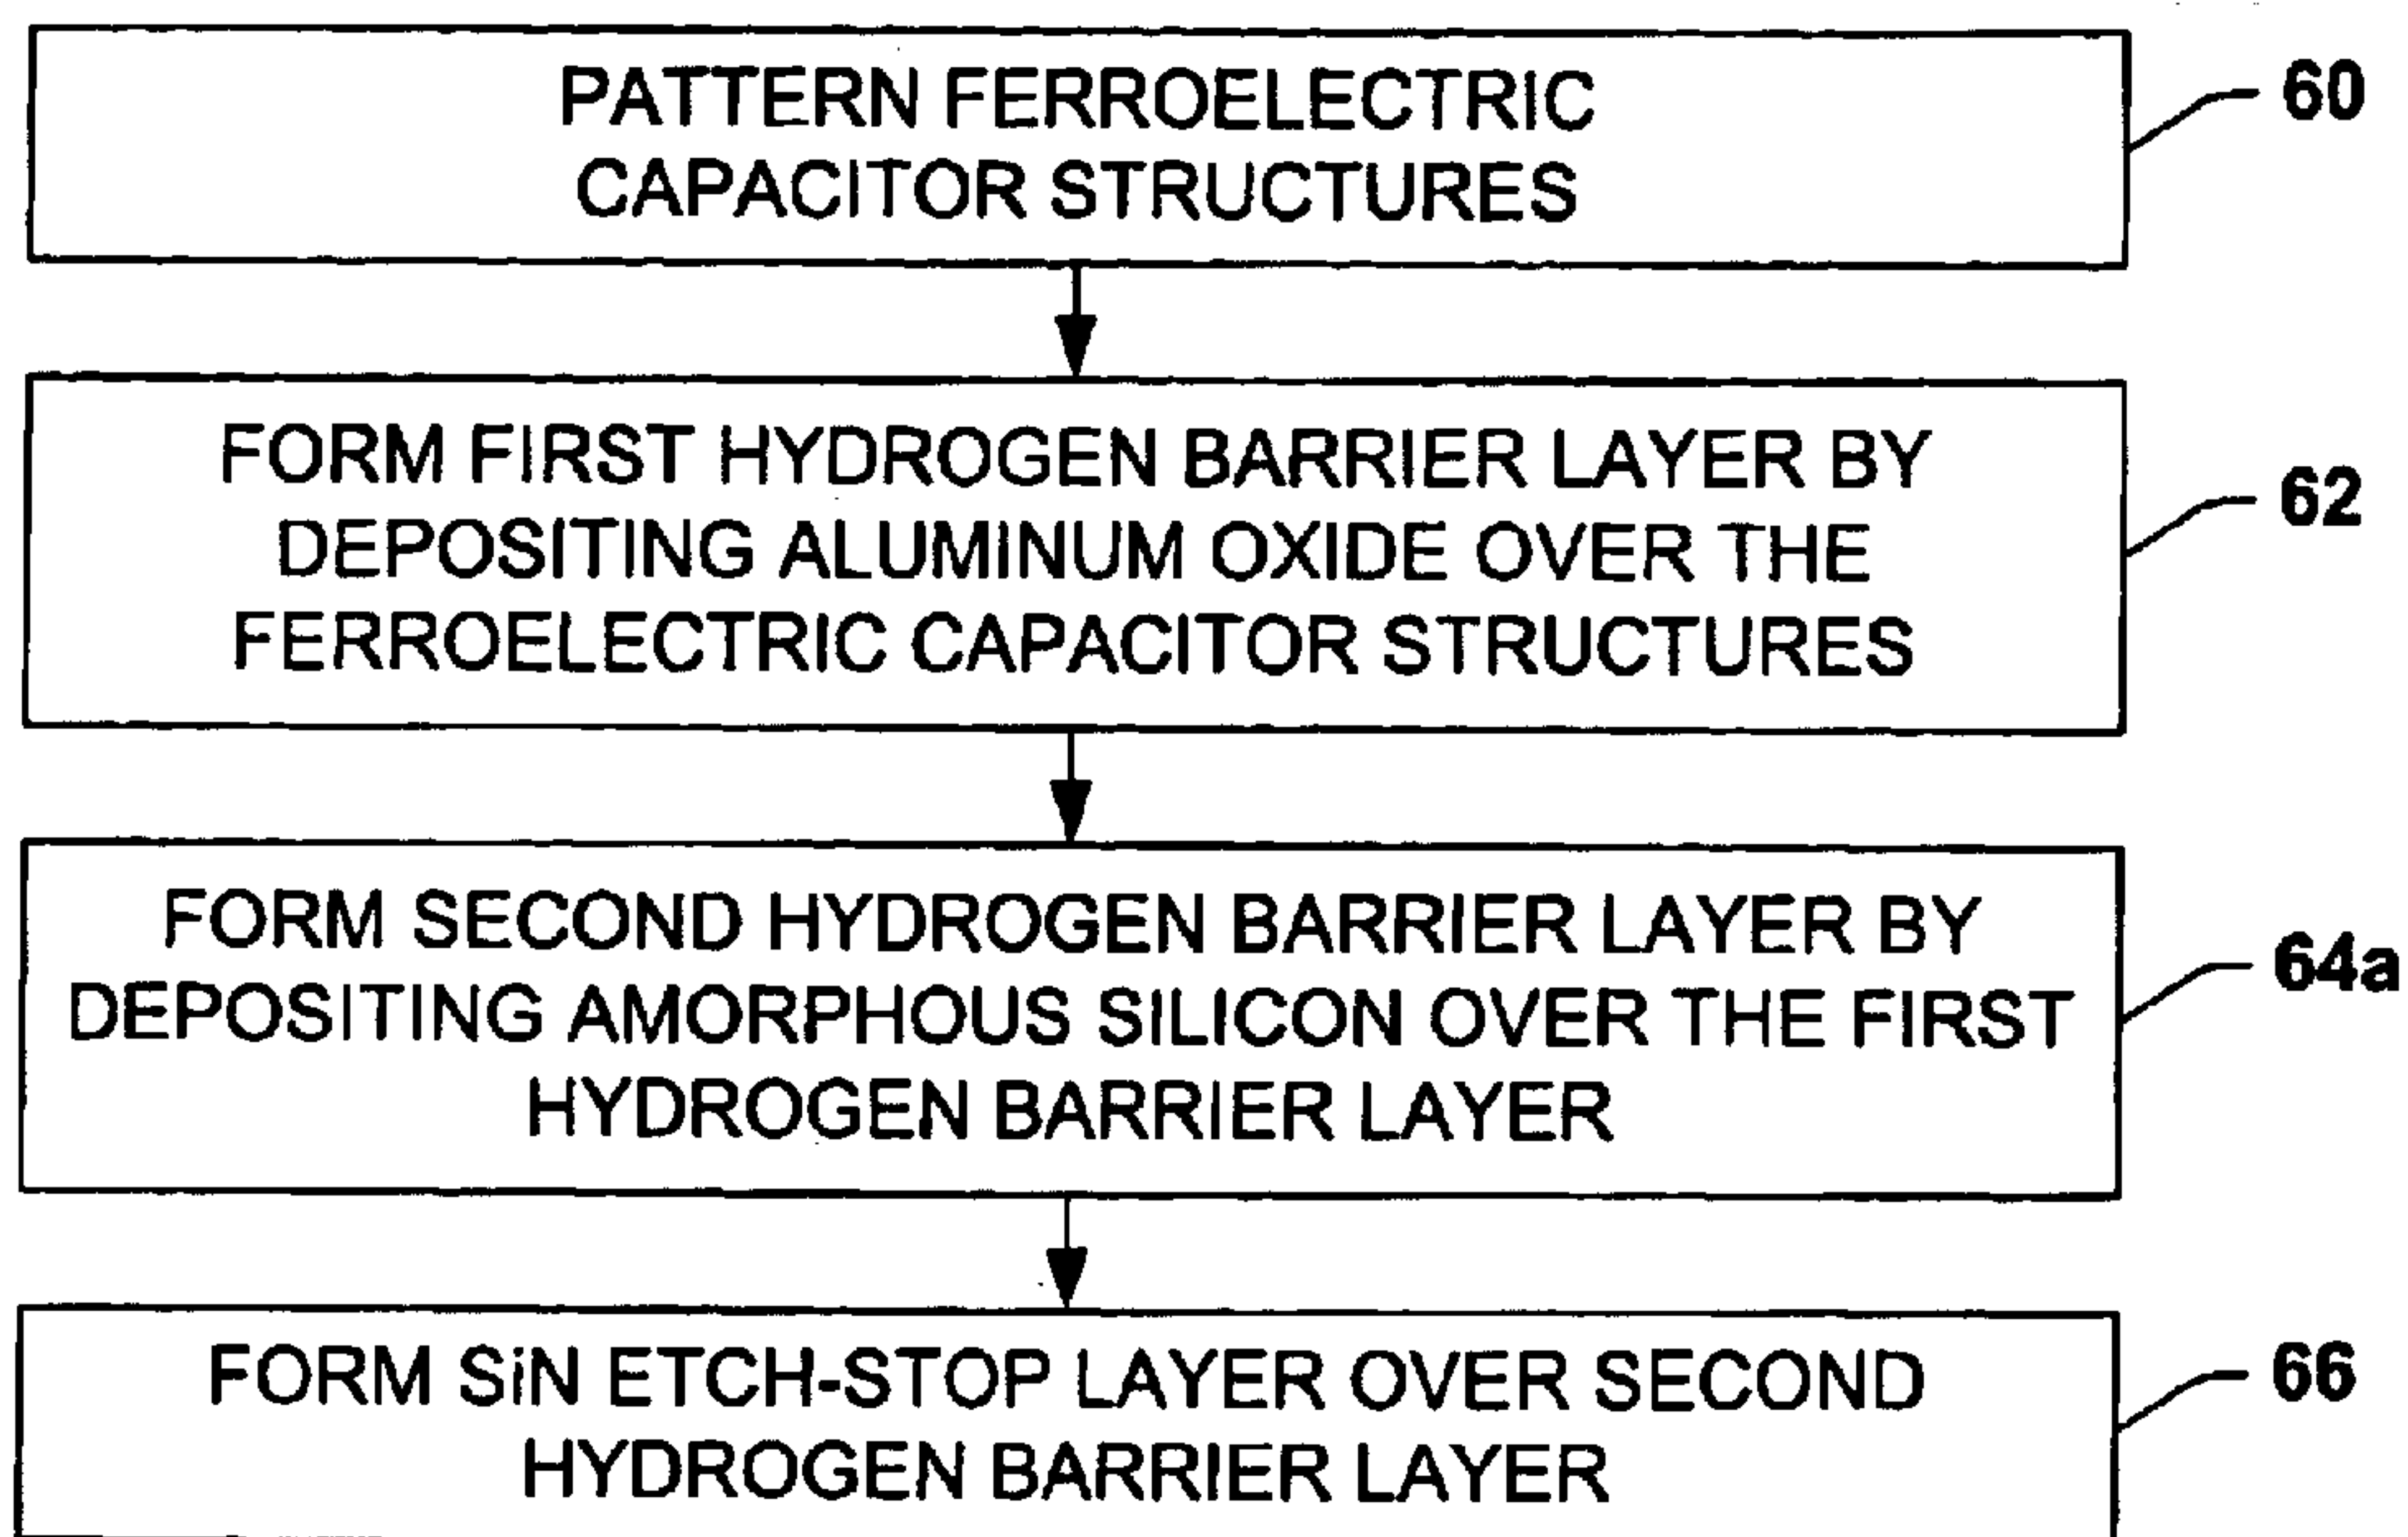 PATTERN FERROELECTRIC
CAPACITOR STRUCTURES
60
FORM FIRST HYDROGEN BARRIER LAYER BY
DEPOSITING ALUMINUM OXIDE OVER THE
FERROELECTRIC CAPACITOR STRUCTURES
62
FORM SECOND HYDROGEN BARRIER LAYER BY
DEPOSITING AMORPHOUS SILICON OVER THE FIRST
HYDROGEN BARRIER LAYER
64a
FORM SiN ETCH-STOP LAYER OVER SECOND
HYDROGEN BARRIER LAYER
66